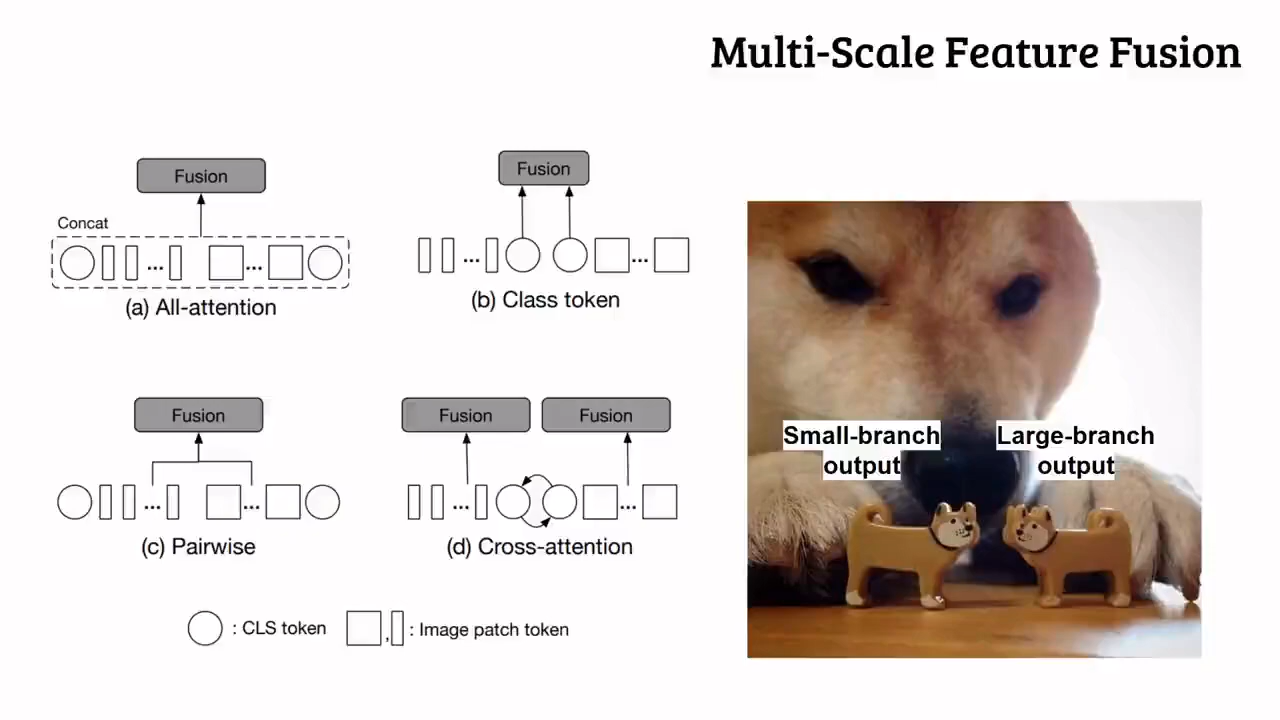 Multi-Scale Feature Fusion
Fusion
Concat
...
...
(a) All-attention
Fusion
...
...
(b) Class token
Fusion
...
...
(c) Pairwise
Fusion
Fusion
...
...
(d) Cross-attention
: CLS token
,
: Image patch token
Small-branch
output
Large-branch
output